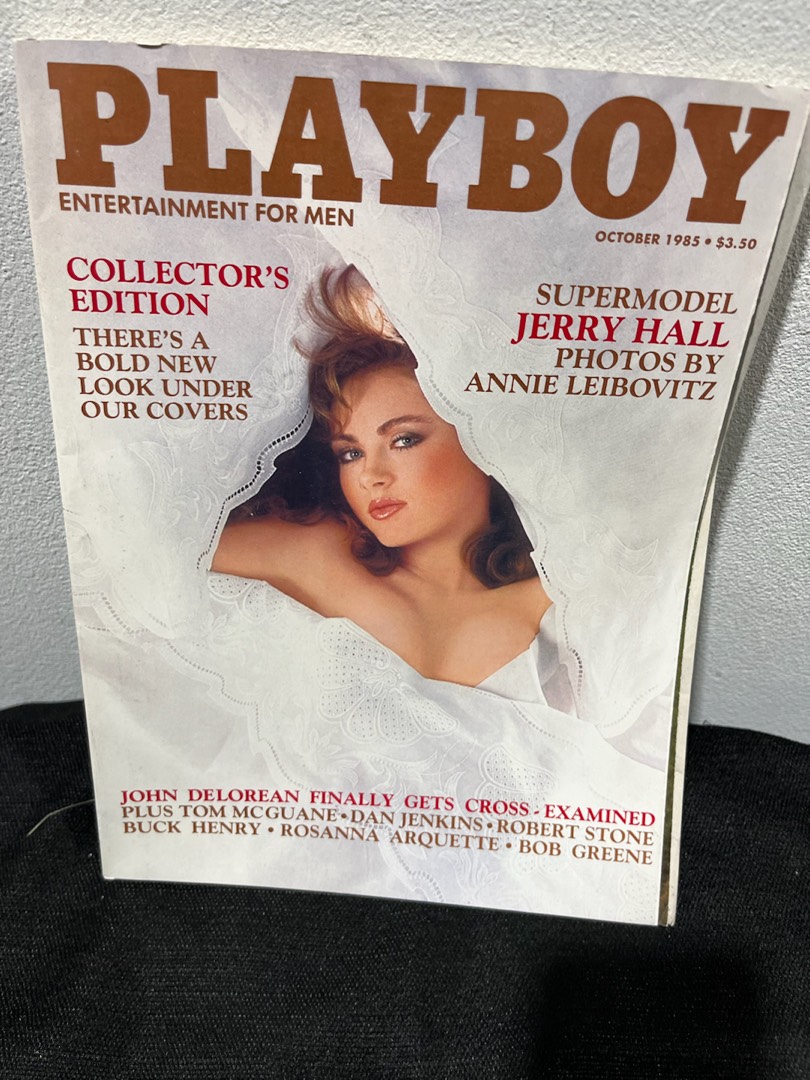 PLAYBOY
ENTERTAINMENT FOR MEN
OCTOBER 1985 • $3.50
COLLECTOR'S
EDITION
THERE'S A
BOLD NEW
LOOK UNDER
OUR COVERS
SUPERMODEL
JERRY HALL
PHOTOS BY
ANNIE LEIBOVITZ
JOHN DELOREAN FINALLY GETS CROSS-EXAMINED
PLUS TOM MCGUANE • DAN JENKINS • ROBERT STONE
BUCK HENRY • ROSANNA ARQUETTE • BOB GREENE